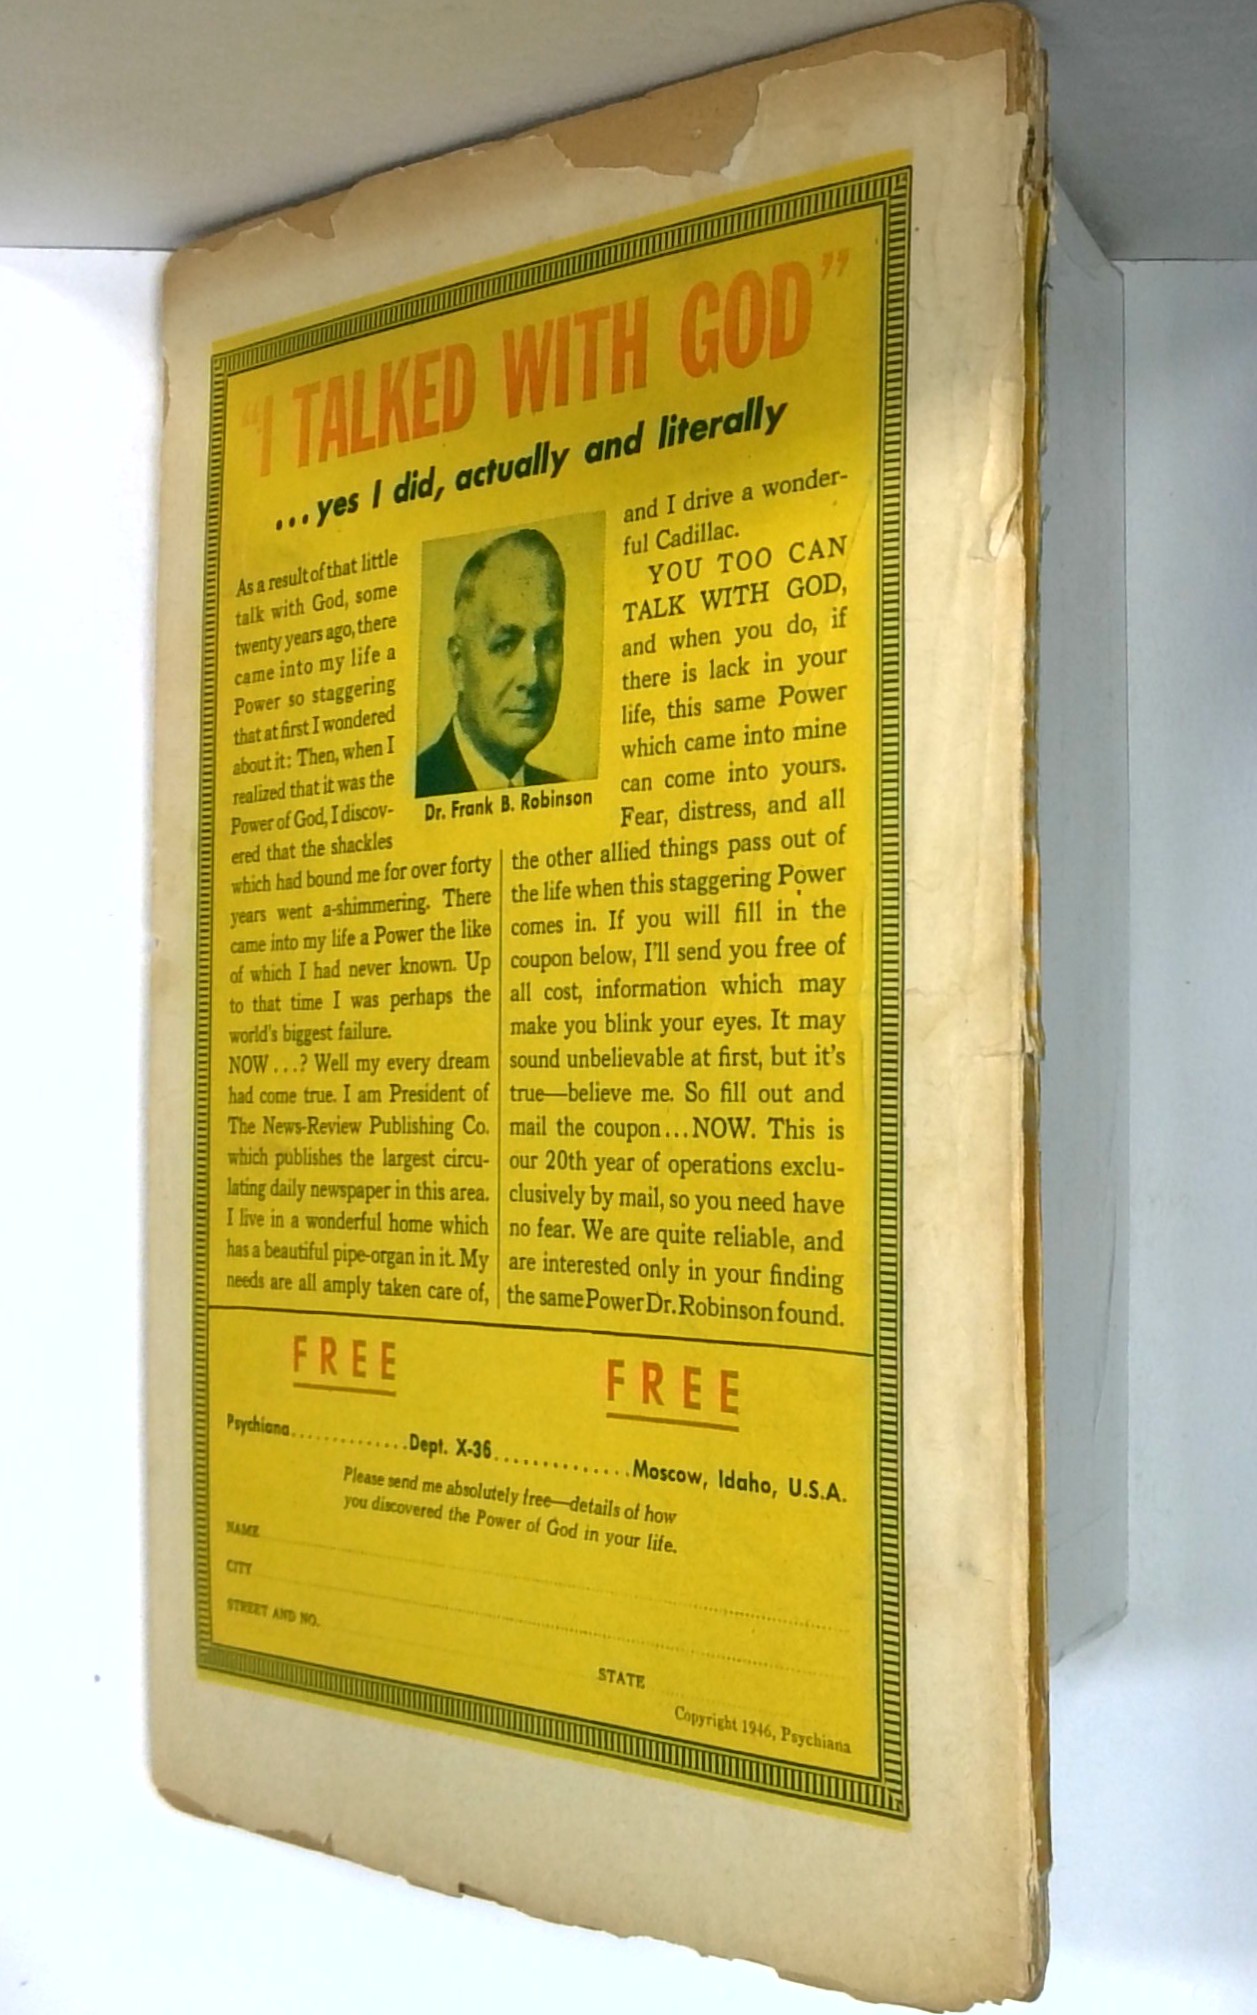 "I TALKED WITH GOD"
...yes I did, actually and literally
As a result of that little
talk with God, some
twenty years ago, there
came into my life a
Power so staggering
that at first I wondered
about it: Then, when I
realized that it was the
Power of God, I discov-
ered that the shackles
which had bound me for over forty
years went a-shimmering. There
came into my life a Power the like
of which I had never known. Up
to that time I was perhaps the
world's biggest failure.
NOW...? Well my every dream
had come true. I am President of
The News-Review Publishing Co.
which publishes the largest circu-
lating daily newspaper in this area.
I live in a wonderful home which
has a beautiful pipe-organ in it. My
needs are all amply taken care of,
Dr. Frank B. Robinson
and I drive a wonder-
ful Cadillac.
YOU TOO CAN
TALK WITH GOD,
and when you do, if
there is lack in your
life, this same Power
which came into mine
can come into yours.
Fear, distress, and all
the other allied things pass out of
the life when this staggering Power
comes in. If you will fill in the
coupon below, I'll send you free of
all cost, information which may
make you blink your eyes. It may
sound unbelievable at first, but it's
true—believe me. So fill out and
mail the coupon...NOW. This is
our 20th year of operations exclu-
clusively by mail, so you need have
no fear. We are quite reliable, and
are interested only in your finding
the same Power Dr. Robinson found.
FREE FREE
Psychiana..............Dept. X-36..............Moscow, Idaho, U.S.A.
Please send me absolutely free—details of how
you discovered the Power of God in your life.
NAME
CITY
STREET AND NO.
STATE
Copyright 1946, Psychiana